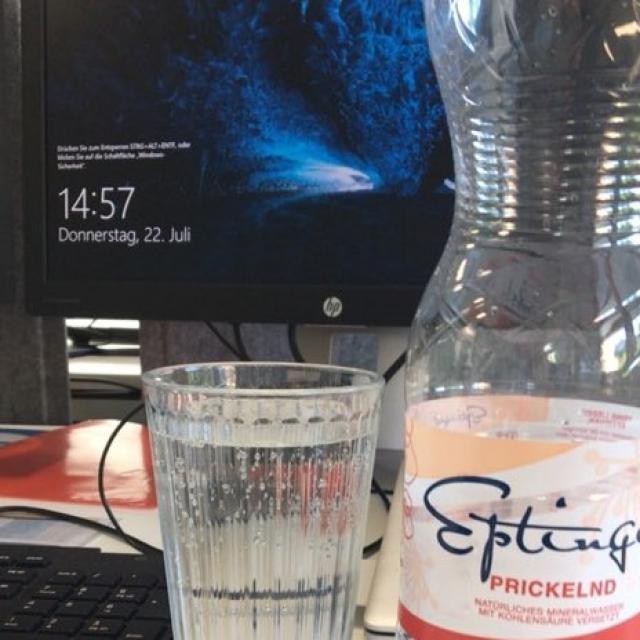 Drücken Sie zum Entsperren STRG+ALT+ENTF, oder
klicken Sie auf die Schaltfläche „Windows-
Sicherheit".
14:57
Donnerstag, 22. Juli
hp
Epting
PRICKELND
NATÜRLICHES MINERALWASSER
MIT KOHLENSÄURE VERSETZT